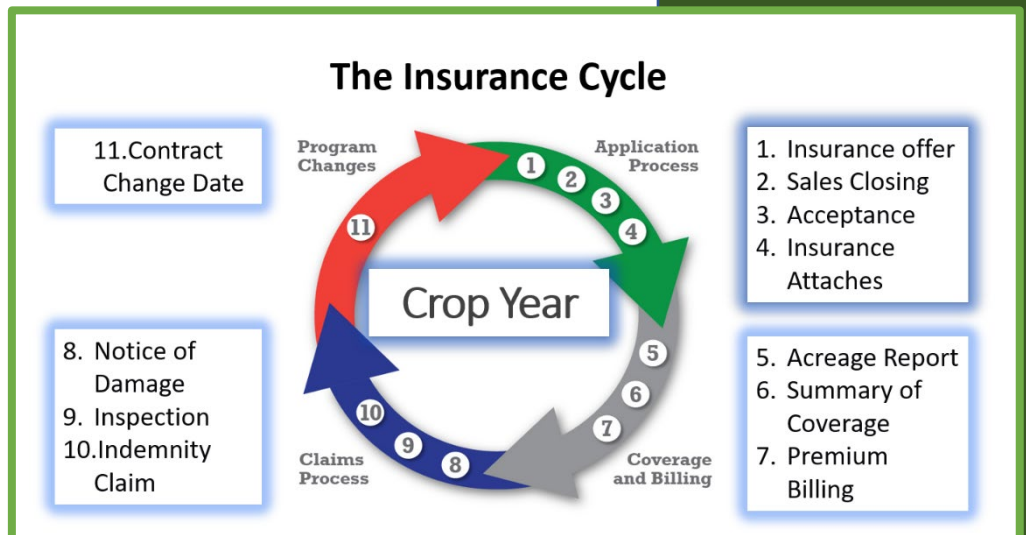 The Insurance Cycle
11.Contract
Change Date
Program
Changes
11
1
2
3
4
Application
Process
1. Insurance offer
2. Sales Closing
3. Acceptance
4. Insurance
Attaches
Crop Year
8. Notice of
Damage
9. Inspection
10.Indemnity
Claim
10
9
8
Claims
Process
5
6
7
Coverage
and Billing
5. Acreage Report
6. Summary of
Coverage
7. Premium
Billing